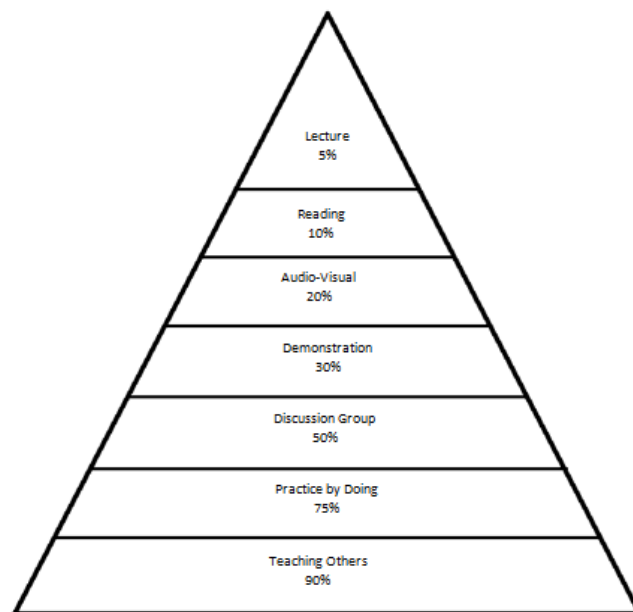 Lecture
5%
Reading
10%
Audio-Visual
20%
Demonstration
30%
Discussion Group
50%
Practice by Doing
75%
Teaching Others
90%